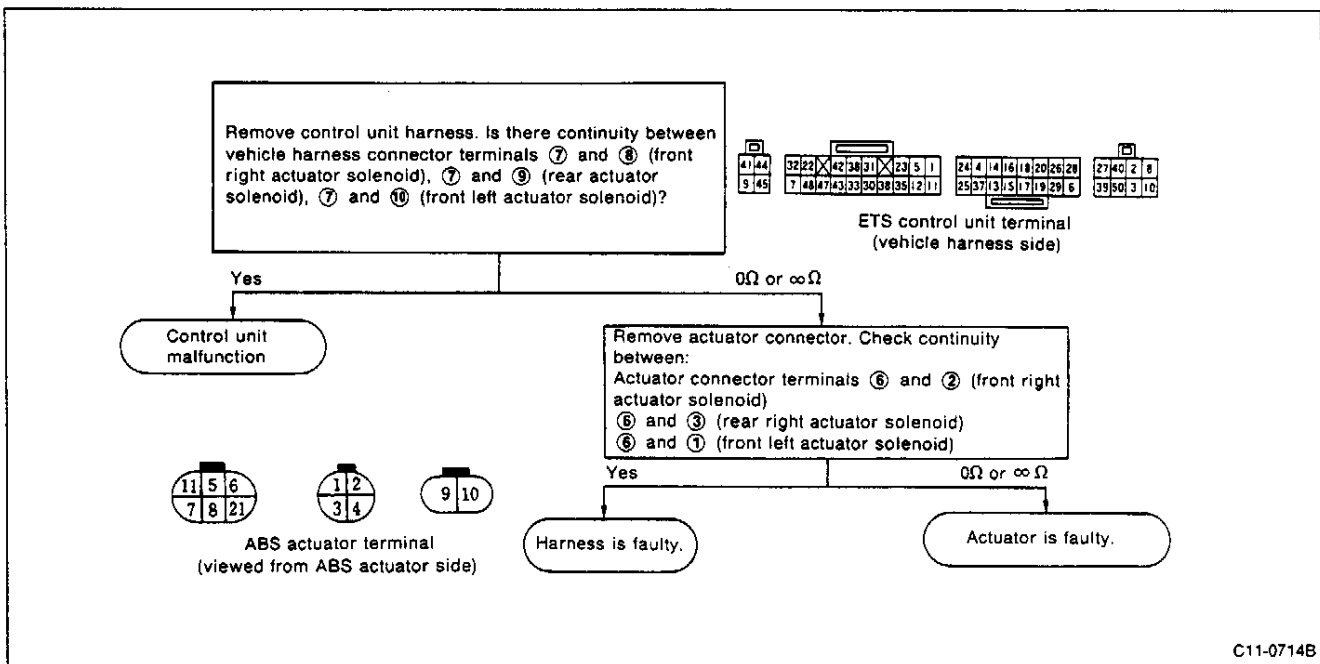 Remove control unit harness. Is there continuity between
vehicle harness connector terminals ⑦ and ⑧ (front
right actuator solenoid), ⑦ and ⑨ (rear actuator
solenoid), ⑦ and ⑩ (front left actuator solenoid)?
41 44
9 45
32 22 42 38 31 23 5 1
7 48 47 43 33 30 38 35 12 11
24 4 14 16 18 20 26 28
25 37 13 15 17 19 29 6
27 40 2 8
39 50 3 10
ETS control unit terminal
(vehicle harness side)
Yes
0Ω or ∞Ω
Control unit
malfunction
Remove actuator connector. Check continuity
between:
Actuator connector terminals ⑥ and ② (front right
actuator solenoid)
⑥ and ③ (rear right actuator solenoid)
⑥ and ① (front left actuator solenoid)
Yes
0Ω or ∞Ω
11 5 6
7 8 21
1 2
3 4
9 10
ABS actuator terminal
(viewed from ABS actuator side)
Harness is faulty.
Actuator is faulty.
C11-0714B